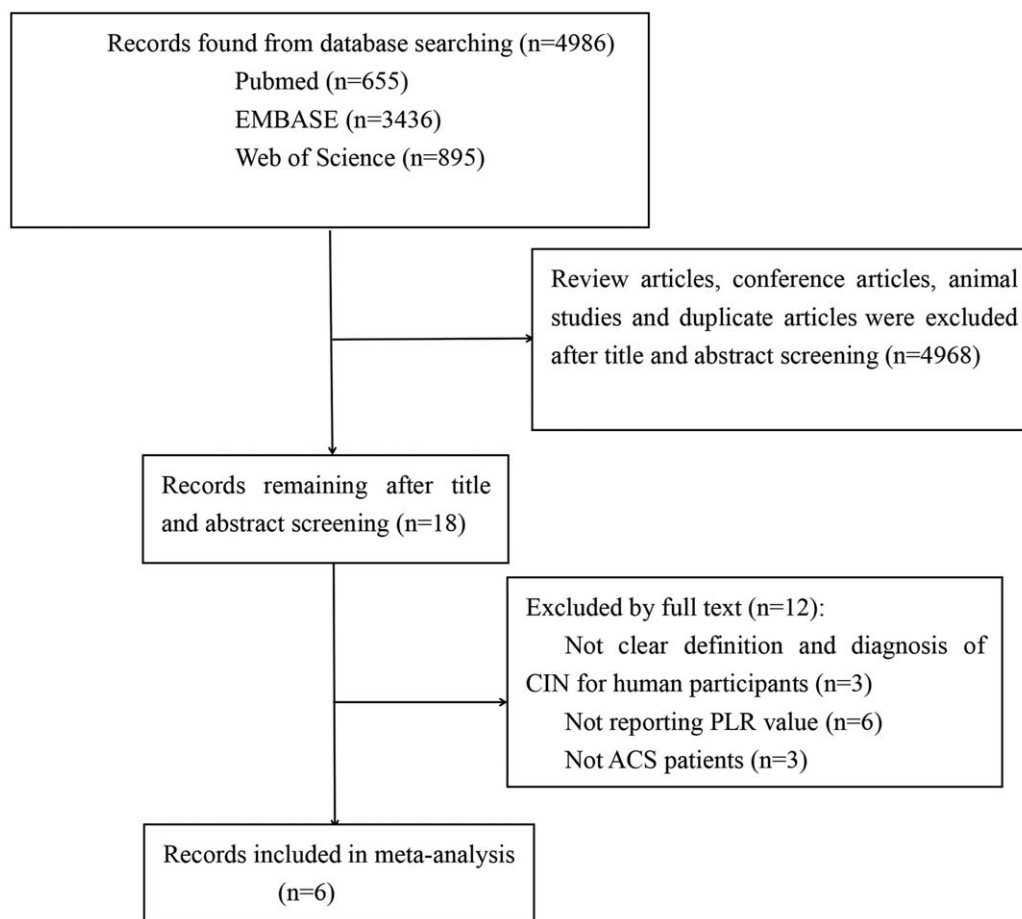 Records found from database searching (n=4986)
Pubmed (n=655)
EMBASE (n=3436)
Web of Science (n=895)
Review articles, conference articles, animal
studies and duplicate articles were excluded
after title and abstract screening (n=4968)
Records remaining after title
and abstract screening (n=18)
Excluded by full text (n=12):
Not clear definition and diagnosis of
CIN for human participants (n=3)
Not reporting PLR value (n=6)
Not ACS patients (n=3)
Records included in meta-analysis
(n=6)